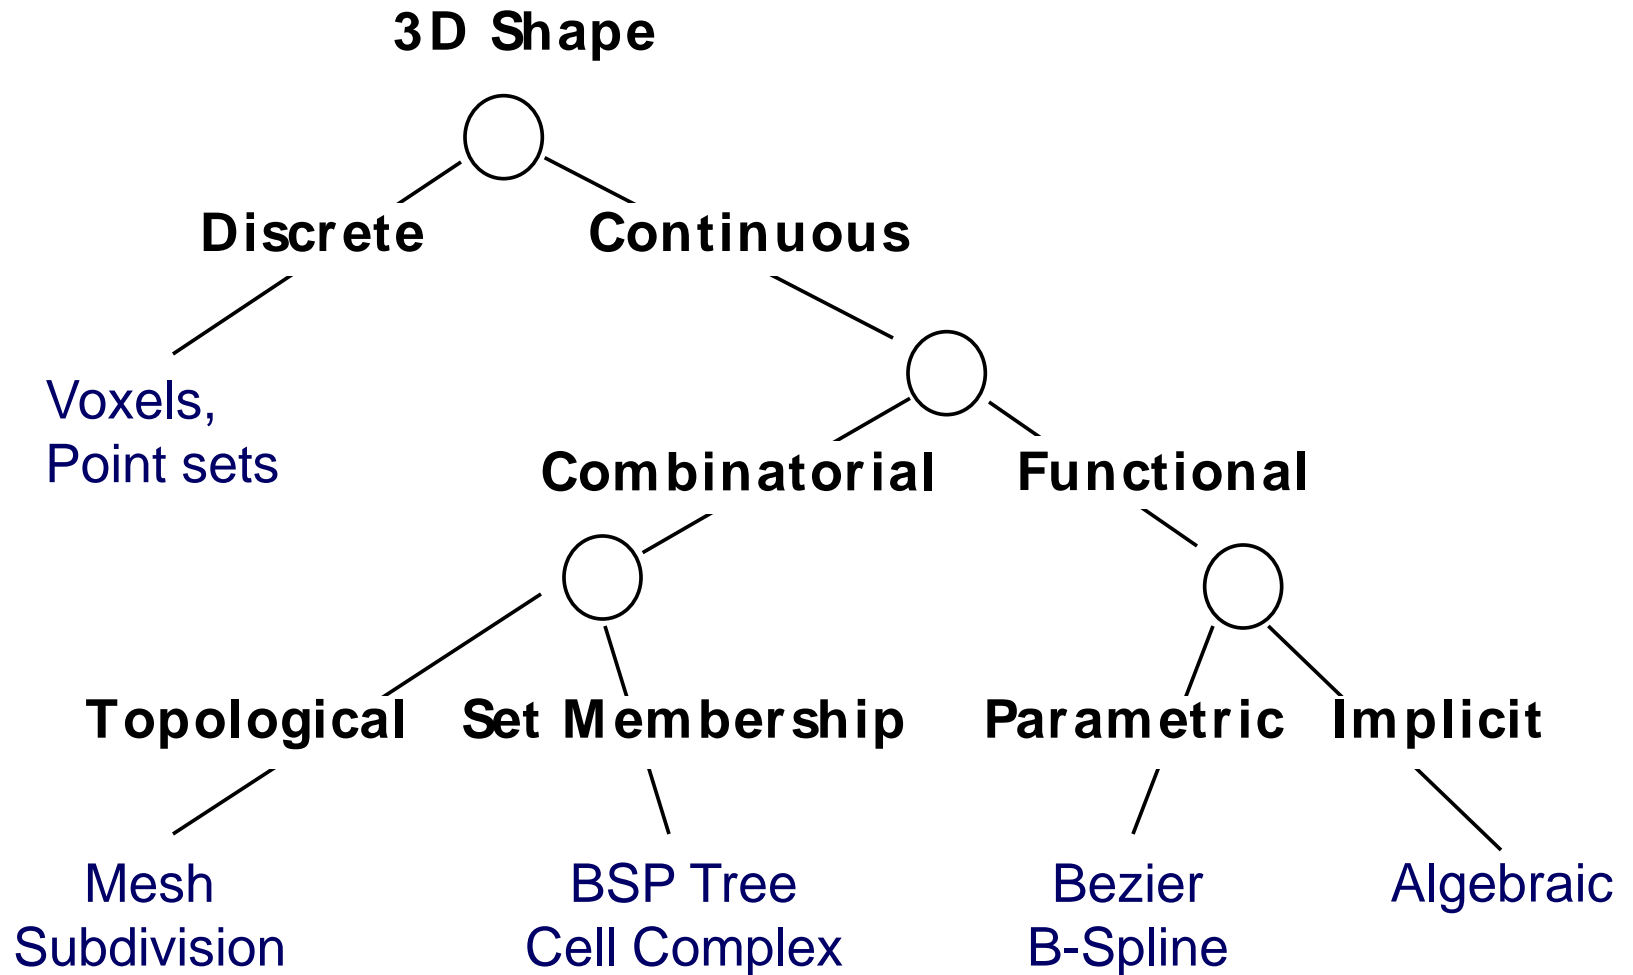 3D Shape
Discrete
Continuous
Voxels,
Point sets
Combinatorial
Functional
Topological
Set Membership
Parametric
Implicit
Mesh
Subdivision
BSP Tree
Cell Complex
Bezier
B-Spline
Algebraic